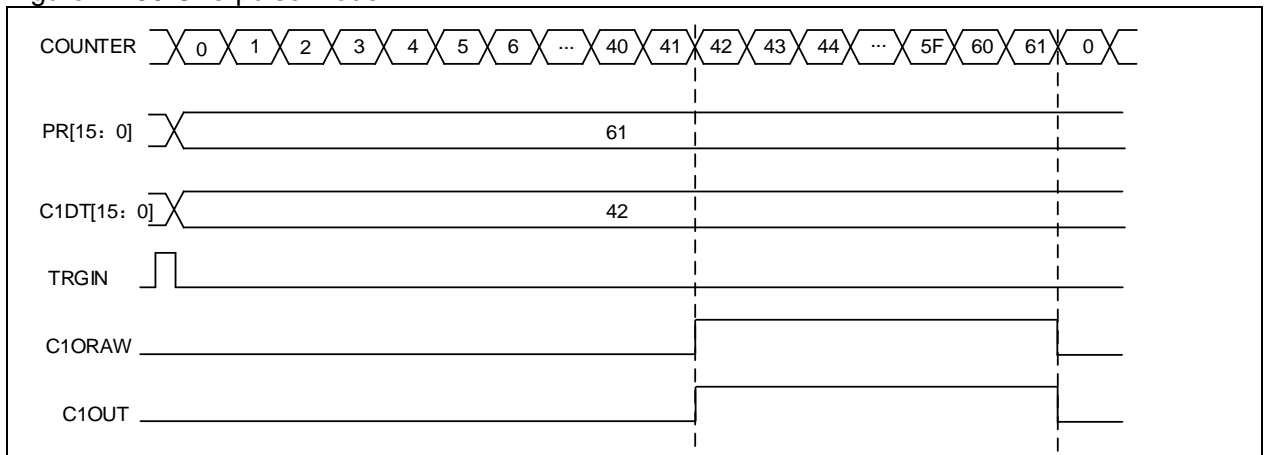 COUNTER 0 1 2 3 4 5 6 ... 40 41 42 43 44 ... 5F 60 61 0
PR[15：0] 61
C1DT[15：0] 42
TRGIN
C1ORAW
C1OUT